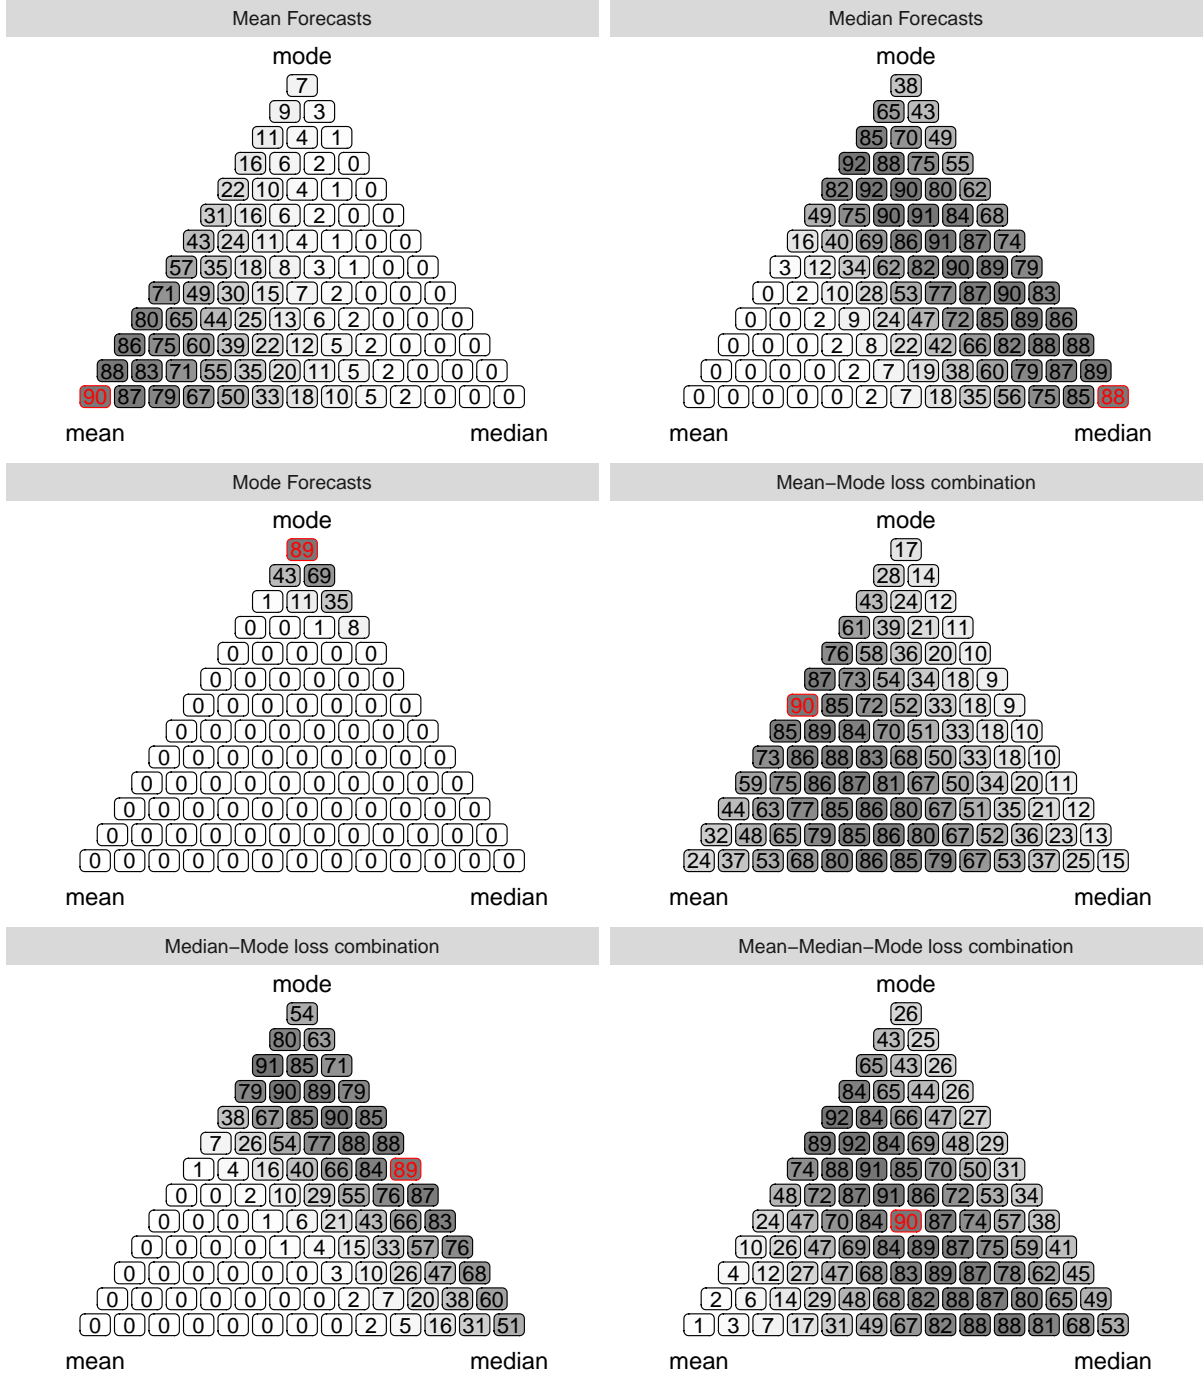 Mean Forecasts
mode
7
9 3
11 4 1
16 6 2 0
22 10 4 1 0
31 16 6 2 0 0
43 24 11 4 1 0 0
57 35 18 8 3 1 0 0
71 49 30 15 7 2 0 0 0
80 65 44 25 13 6 2 0 0 0
86 75 60 39 22 12 5 2 0 0 0
88 83 71 55 35 20 11 5 2 0 0 0
90 87 79 67 50 33 18 10 5 2 0 0 0
mean median
Median Forecasts
mode
38
65 43
85 70 49
92 88 75 55
82 92 90 80 62
49 75 90 91 84 68
16 40 69 86 91 87 74
3 12 34 62 82 90 89 79
0 2 10 28 53 77 87 90 83
0 0 2 9 24 47 72 85 89 86
0 0 0 2 8 22 42 66 82 88 88
0 0 0 0 2 7 19 38 60 79 87 89
0 0 0 0 0 2 7 18 35 56 75 85 88
mean median
Mode Forecasts
mode
89
43 69
1 11 35
0 0 1 8
0 0 0 0 0
0 0 0 0 0 0
0 0 0 0 0 0 0
0 0 0 0 0 0 0 0
0 0 0 0 0 0 0 0 0
0 0 0 0 0 0 0 0 0 0
0 0 0 0 0 0 0 0 0 0 0
0 0 0 0 0 0 0 0 0 0 0 0
0 0 0 0 0 0 0 0 0 0 0 0 0
mean median
Mean−Mode loss combination
mode
17
28 14
43 24 12
61 39 21 11
76 58 36 20 10
87 73 54 34 18 9
90 85 72 52 33 18 9
85 89 84 70 51 33 18 10
73 86 88 83 68 50 33 18 10
59 75 86 87 81 67 50 34 20 11
44 63 77 85 86 80 67 51 35 21 12
32 48 65 79 85 86 80 67 52 36 23 13
24 37 53 68 80 86 85 79 67 53 37 25 15
mean median
Median−Mode loss combination
mode
54
80 63
91 85 71
79 90 89 79
38 67 85 90 85
7 26 54 77 88 88
1 4 16 40 66 84 89
0 0 2 10 29 55 76 87
0 0 0 1 6 21 43 66 83
0 0 0 0 1 4 15 33 57 76
0 0 0 0 0 0 3 10 26 47 68
0 0 0 0 0 0 0 2 7 20 38 60
0 0 0 0 0 0 0 0 2 5 16 31 51
mean median
Mean−Median−Mode loss combination
mode
26
43 25
65 43 26
84 65 44 26
92 84 66 47 27
89 92 84 69 48 29
74 88 91 85 70 50 31
48 72 87 91 86 72 53 34
24 47 70 84 90 87 74 57 38
10 26 47 69 84 89 87 75 59 41
4 12 27 47 68 83 89 87 78 62 45
2 6 14 29 48 68 82 88 87 80 65 49
1 3 7 17 31 49 67 82 88 88 81 68 53
mean median